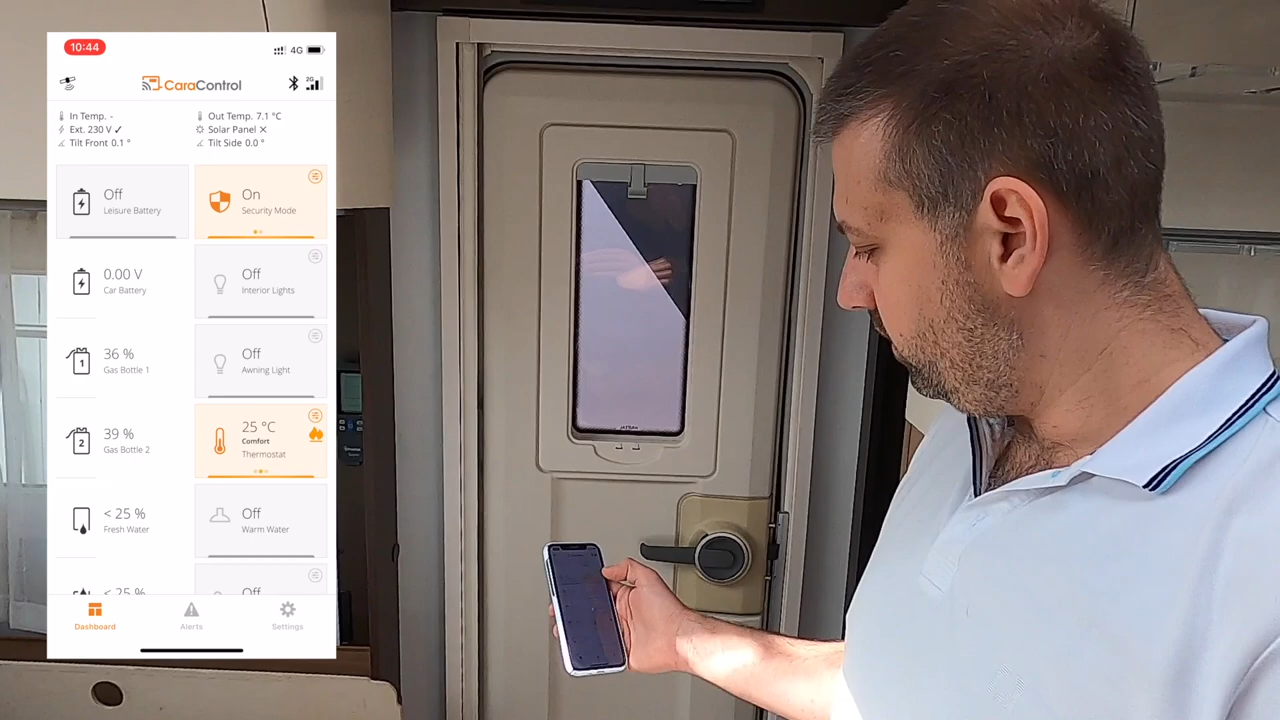 10:44
4G
CaraControl
2G
In Temp. -
Out Temp. 7.1 °C
Ext. 230 V ✓
Solar Panel ✕
Tilt Front 0.1 °
Tilt Side 0.0 °
Off
Leisure Battery
On
Security Mode
0.00 V
Car Battery
Off
Interior Lights
1
36 %
Gas Bottle 1
Off
Awning Light
2
39 %
Gas Bottle 2
25 °C
Comfort
Thermostat
< 25 %
Fresh Water
Off
Warm Water
< 25 %
Off
Dashboard
Alerts
Settings